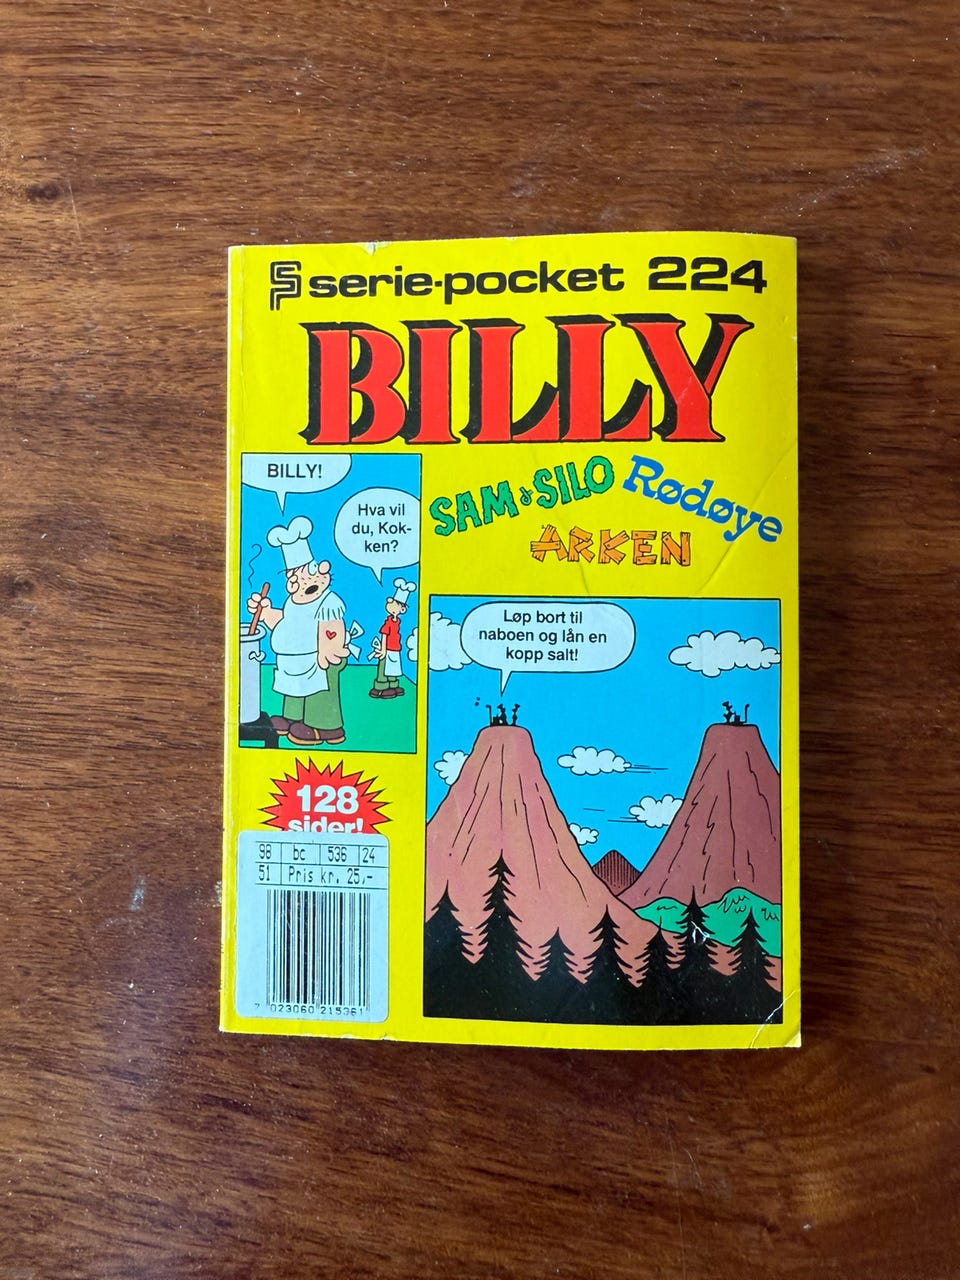 serie-pocket 224
BILLY
SAM & SILO Rødøye
ARKEN
BILLY!
Hva vil
du, Kok-
ken?
Løp bort til
naboen og lån en
kopp salt!
128
sider!
98 bc 536 24
51 Pris kr. 25,-
7 023060 215361